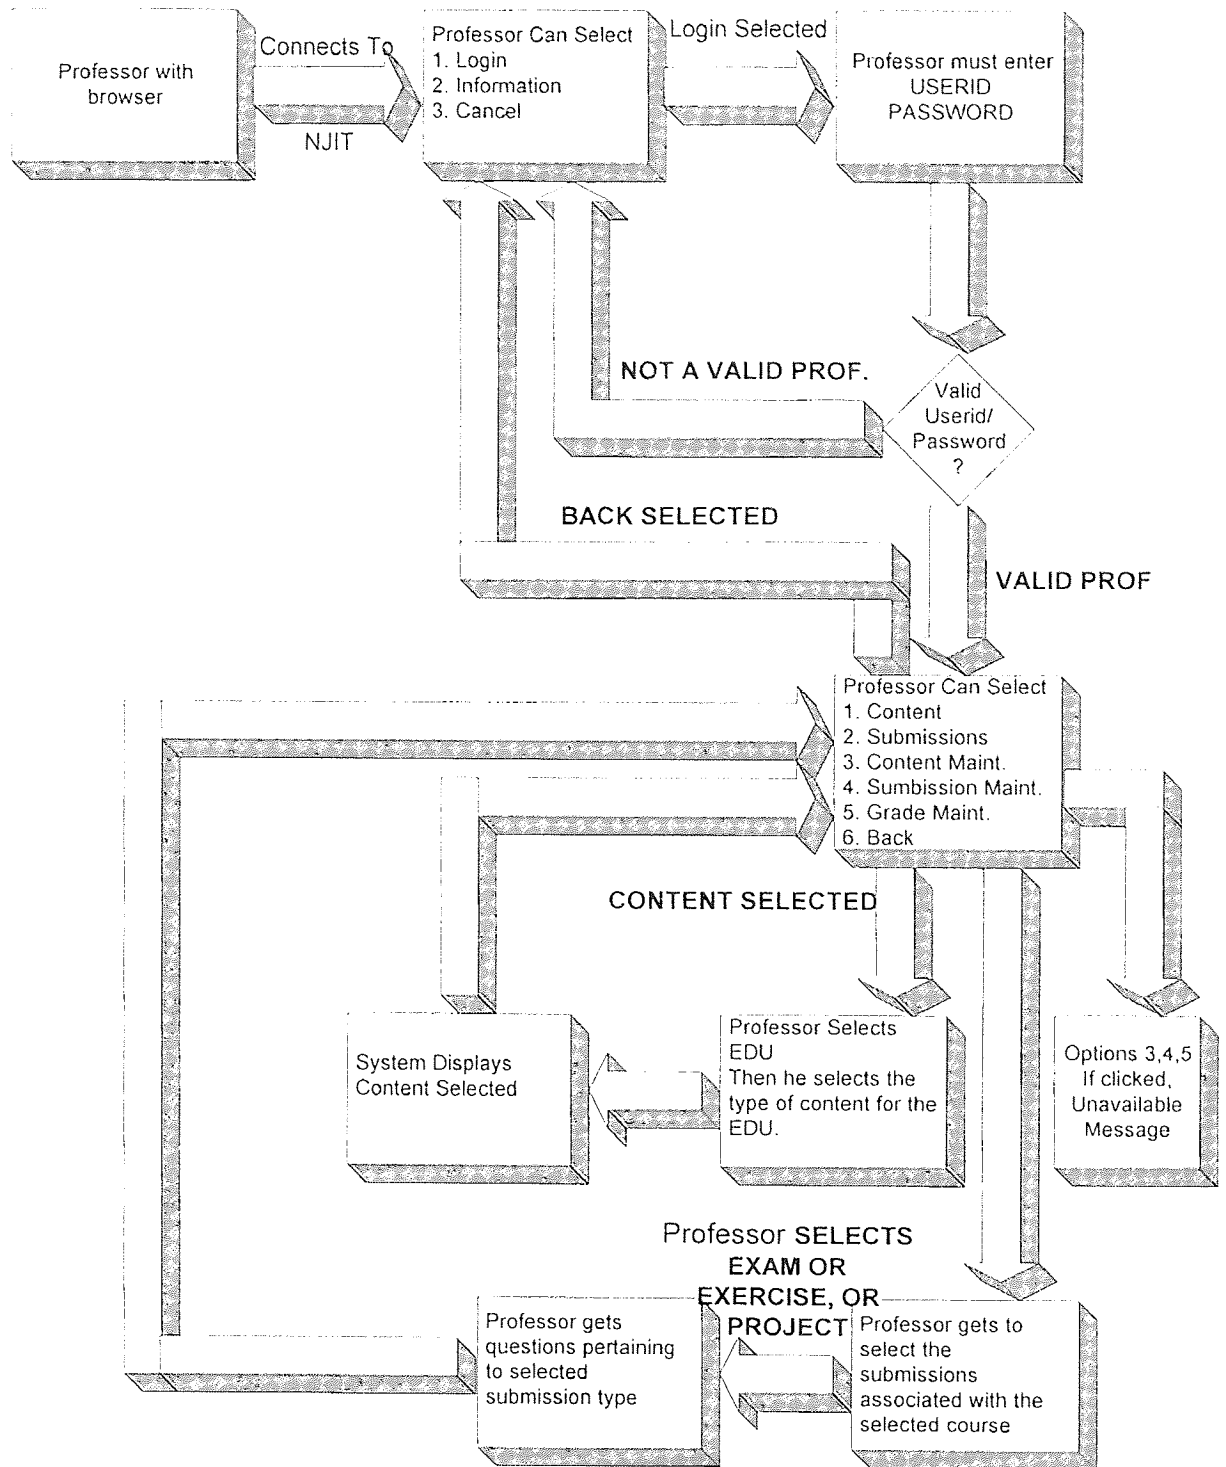 Professor with
browser
Connects To
NJIT
Professor Can Select
1. Login
2. Information
3. Cancel
Login Selected
Professor must enter
USERID
PASSWORD
NOT A VALID PROF.
Valid
Userid/
Password
?
BACK SELECTED
VALID PROF
Professor Can Select
1. Content
2. Submissions
3. Content Maint.
4. Sumbission Maint.
5. Grade Maint.
6. Back
CONTENT SELECTED
System Displays
Content Selected
Professor Selects
EDU
Then he selects the
type of content for the
EDU.
Options 3,4,5
If clicked,
Unavailable
Message
Professor SELECTS
EXAM OR
EXERCISE, OR
PROJECT
Professor gets
questions pertaining
to selected
submission type
Professor gets to
select the
submissions
associated with the
selected course